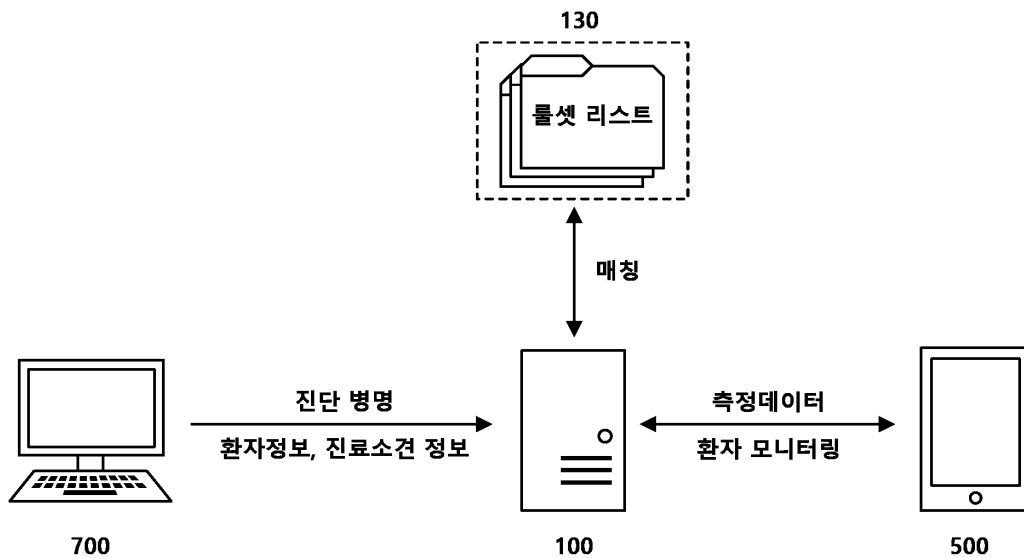 130
룰셋 리스트
매칭
진단 병명
환자정보, 진료소견 정보
측정데이터
환자 모니터링
700
100
500